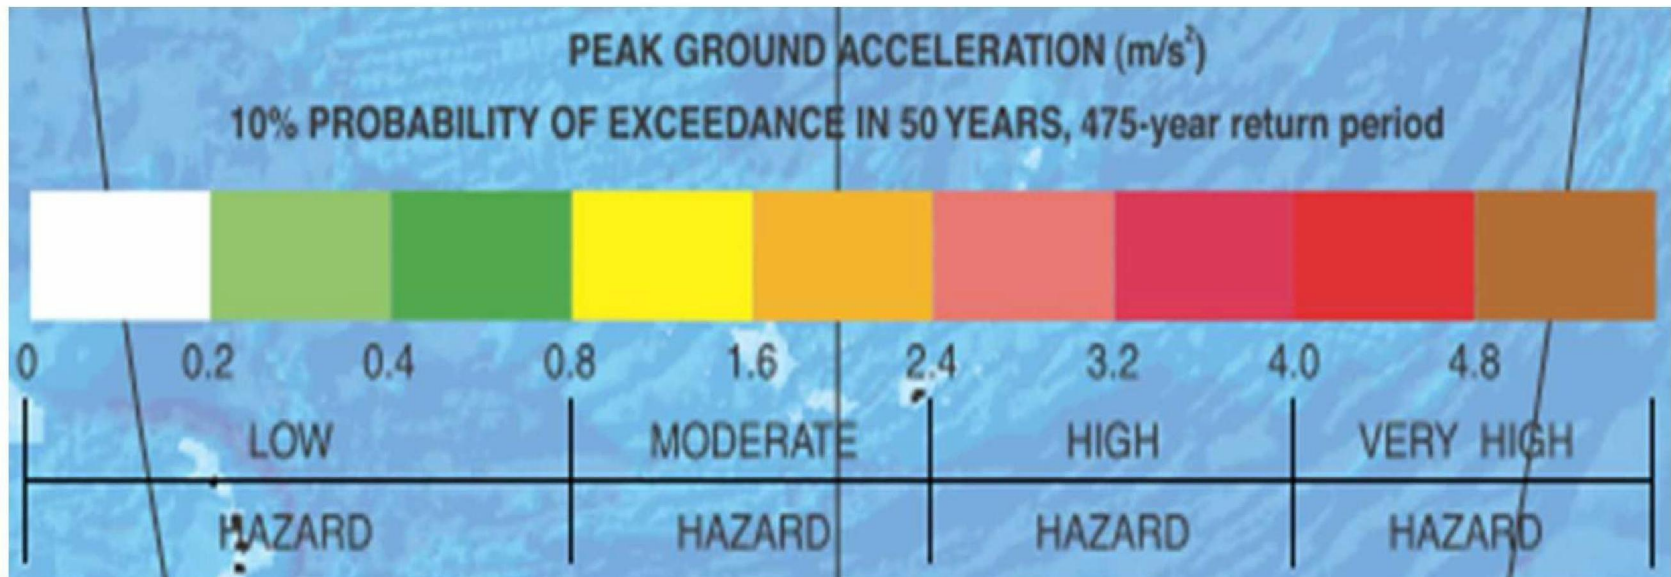 PEAK GROUND ACCELERATION (m/s²)
10% PROBABILITY OF EXCEEDANCE IN 50 YEARS, 475-year return period
0 0.2 0.4 0.8 1.6 2.4 3.2 4.0 4.8
LOW MODERATE HIGH VERY HIGH
HAZARD HAZARD HAZARD HAZARD